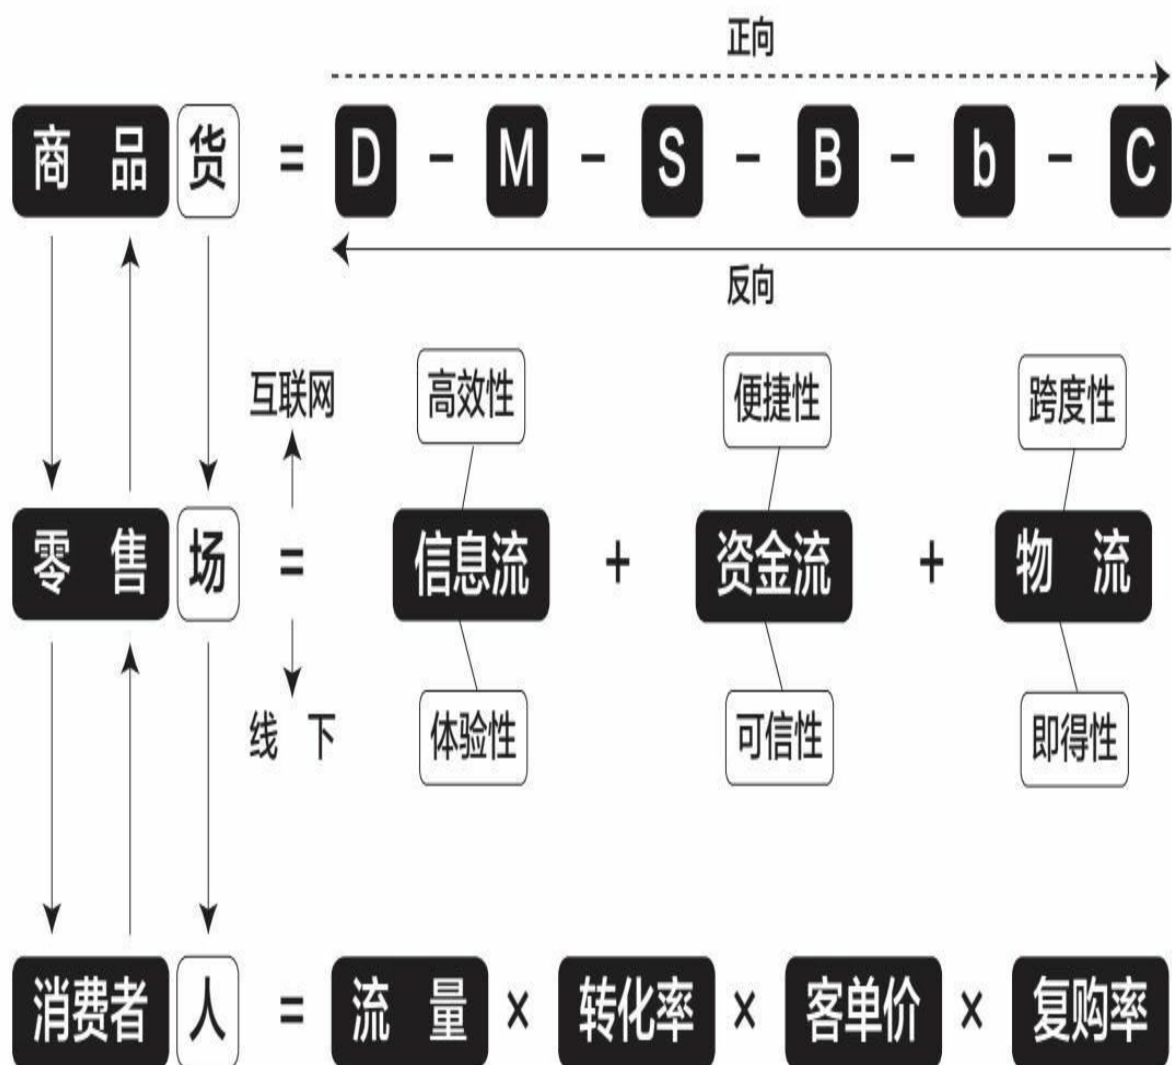 正向
商 品 货 = D - M - S - B - b - C
反向
互联网 高效性 便捷性 跨度性
零 售 场 = 信息流 + 资金流 + 物 流
线 下 体验性 可信性 即得性
消费者 人 = 流 量 × 转化率 × 客单价 × 复购率